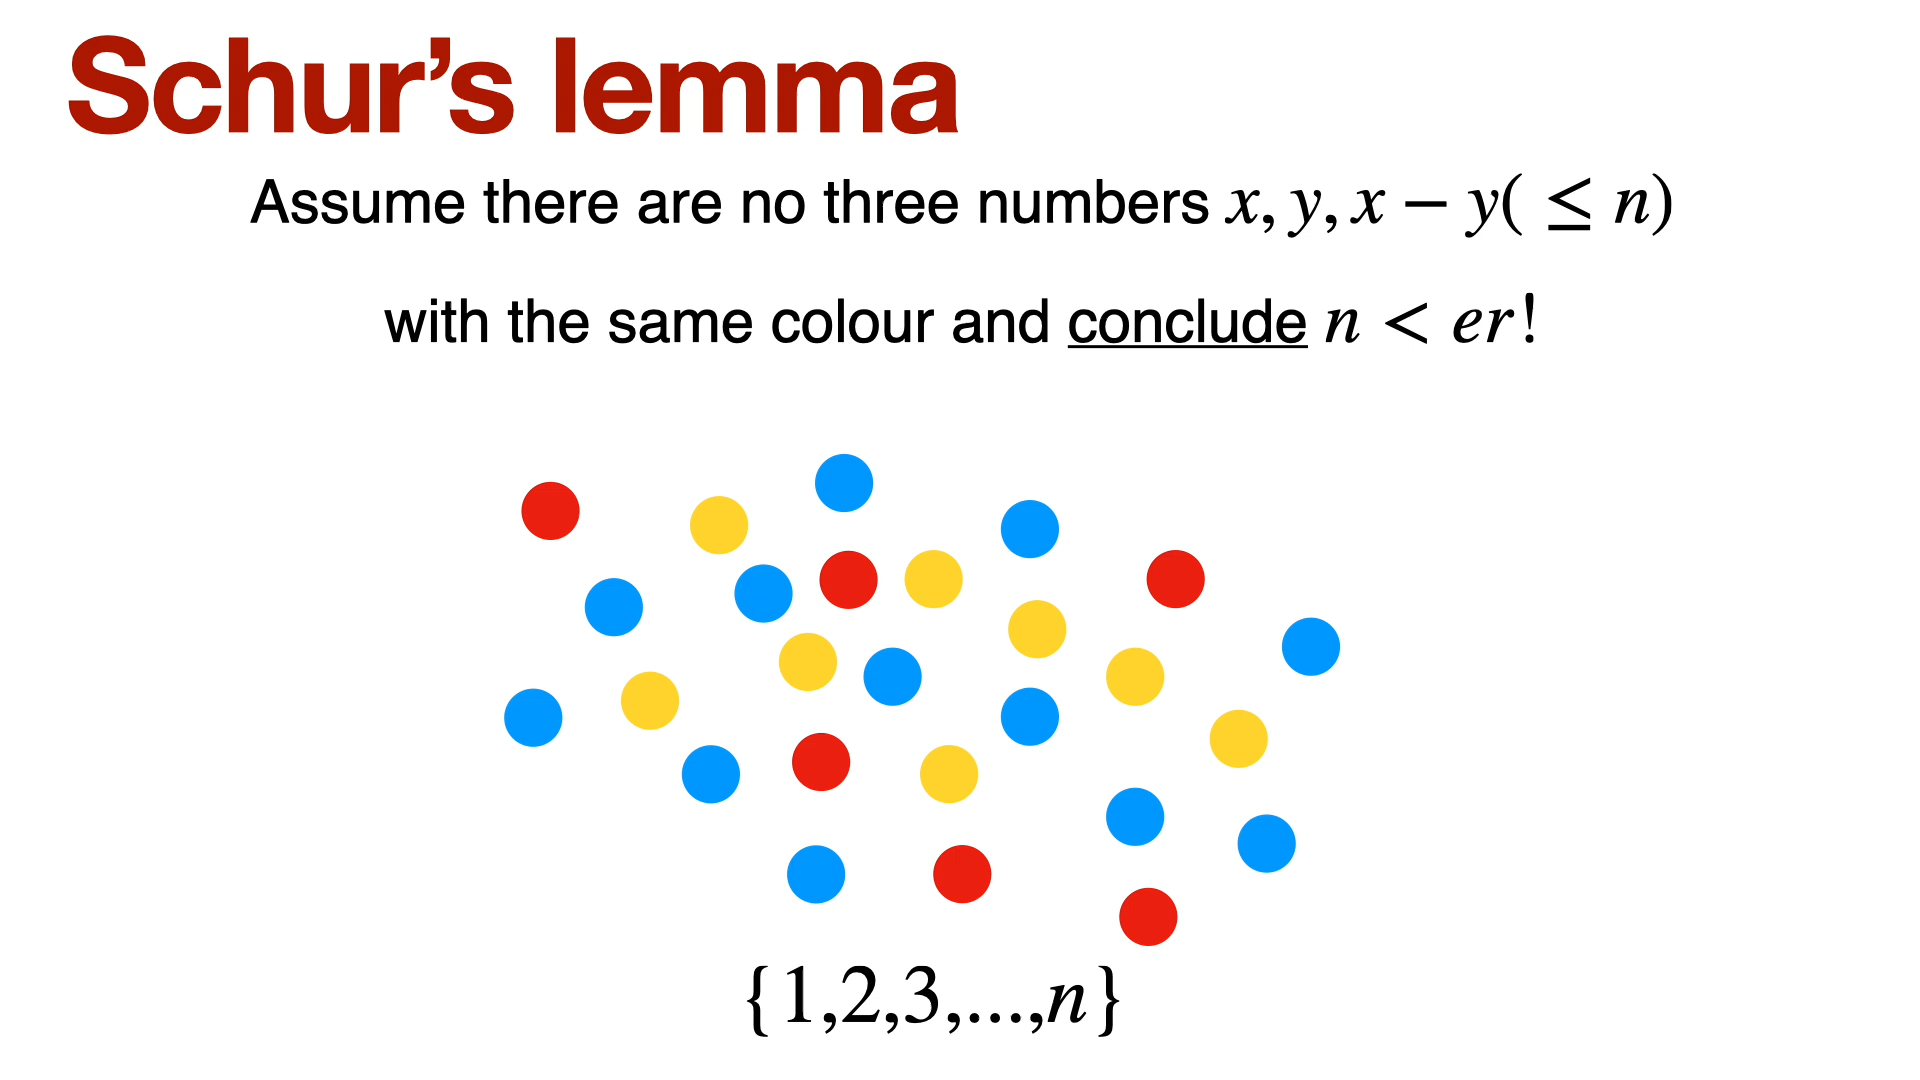 Schur’s lemma
Assume there are no three numbers x, y, x − y( ≤ n)
with the same colour and conclude n < er!
{1,2,3,...,n}